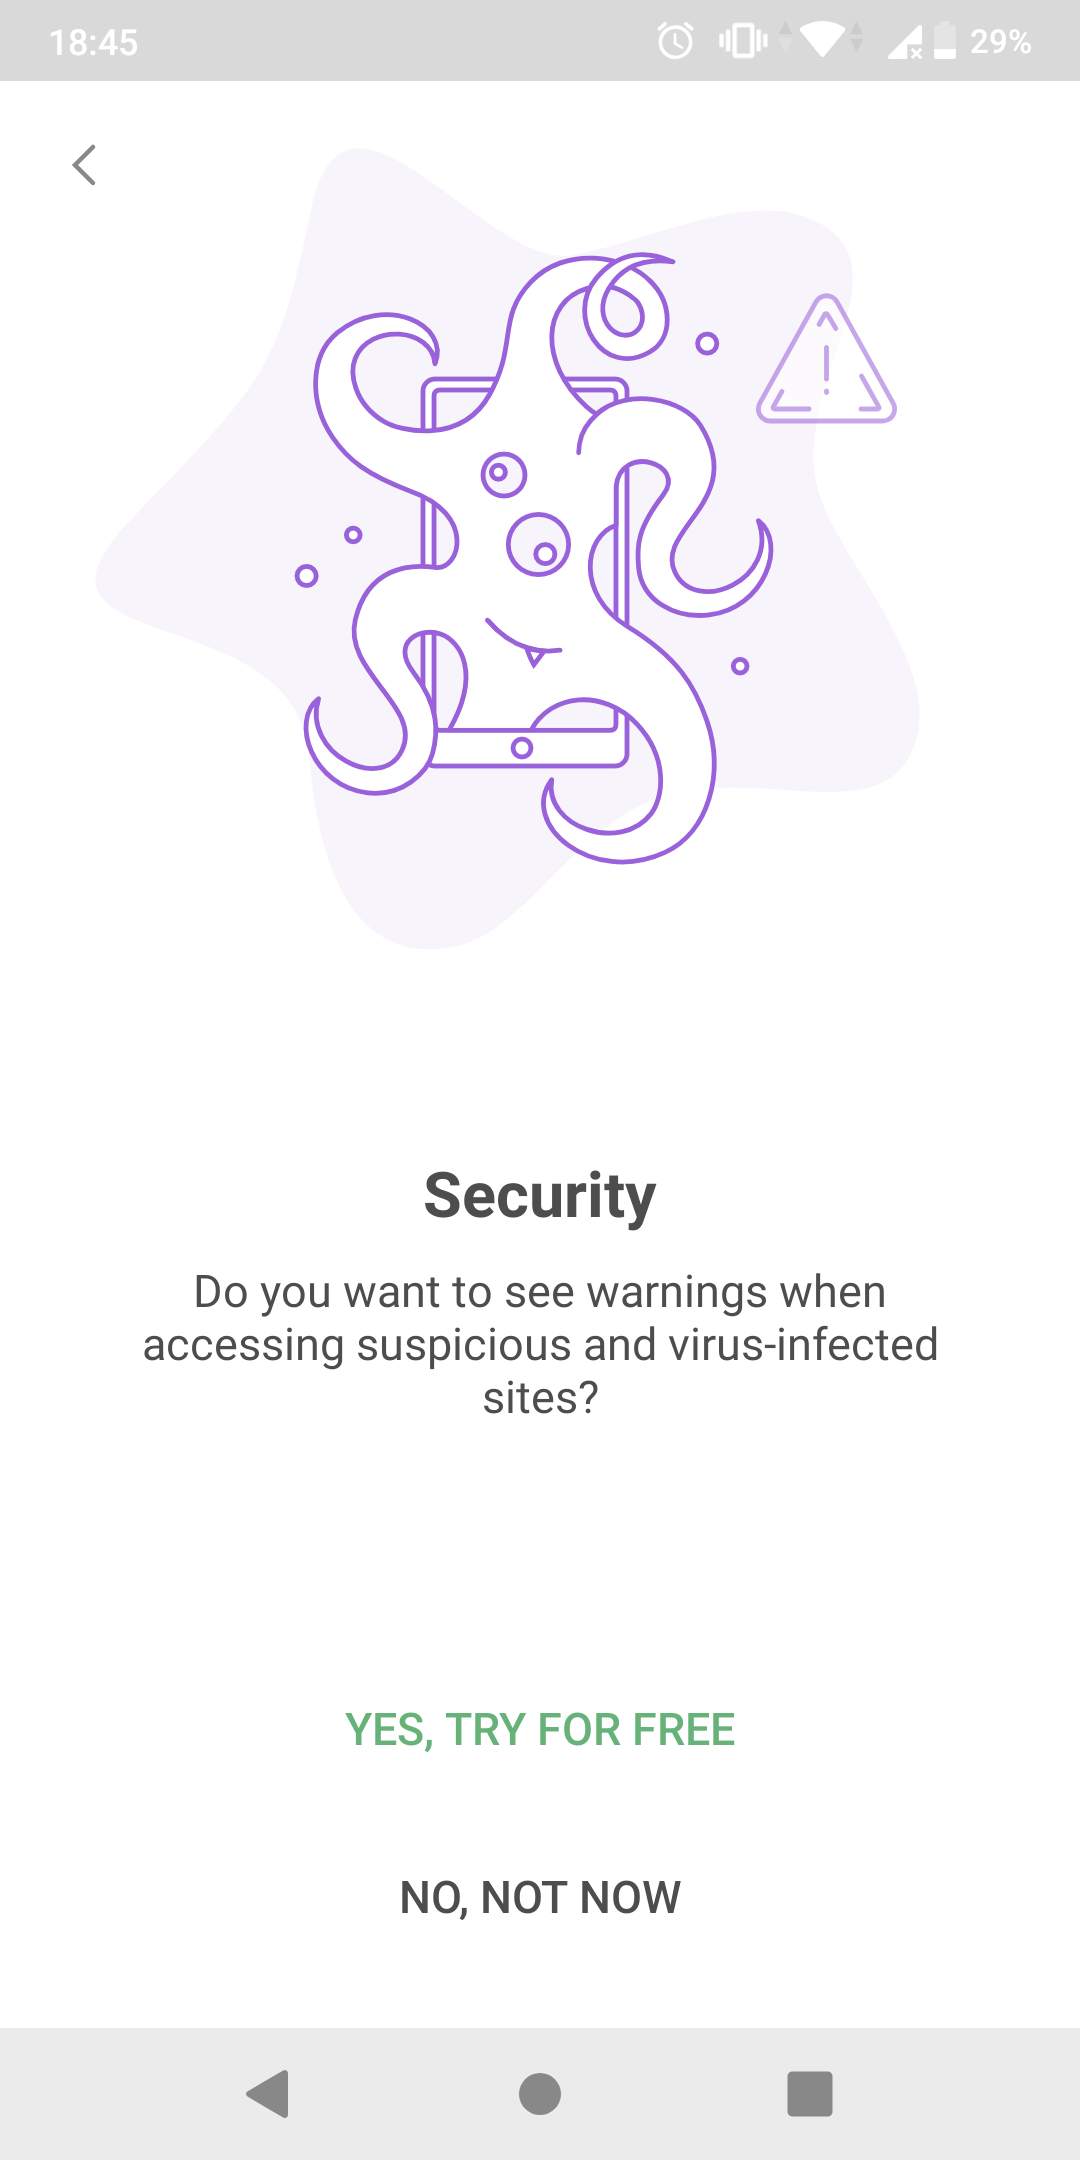 18:45
29%
Security
Do you want to see warnings when
accessing suspicious and virus-infected
sites?
YES, TRY FOR FREE
NO, NOT NOW